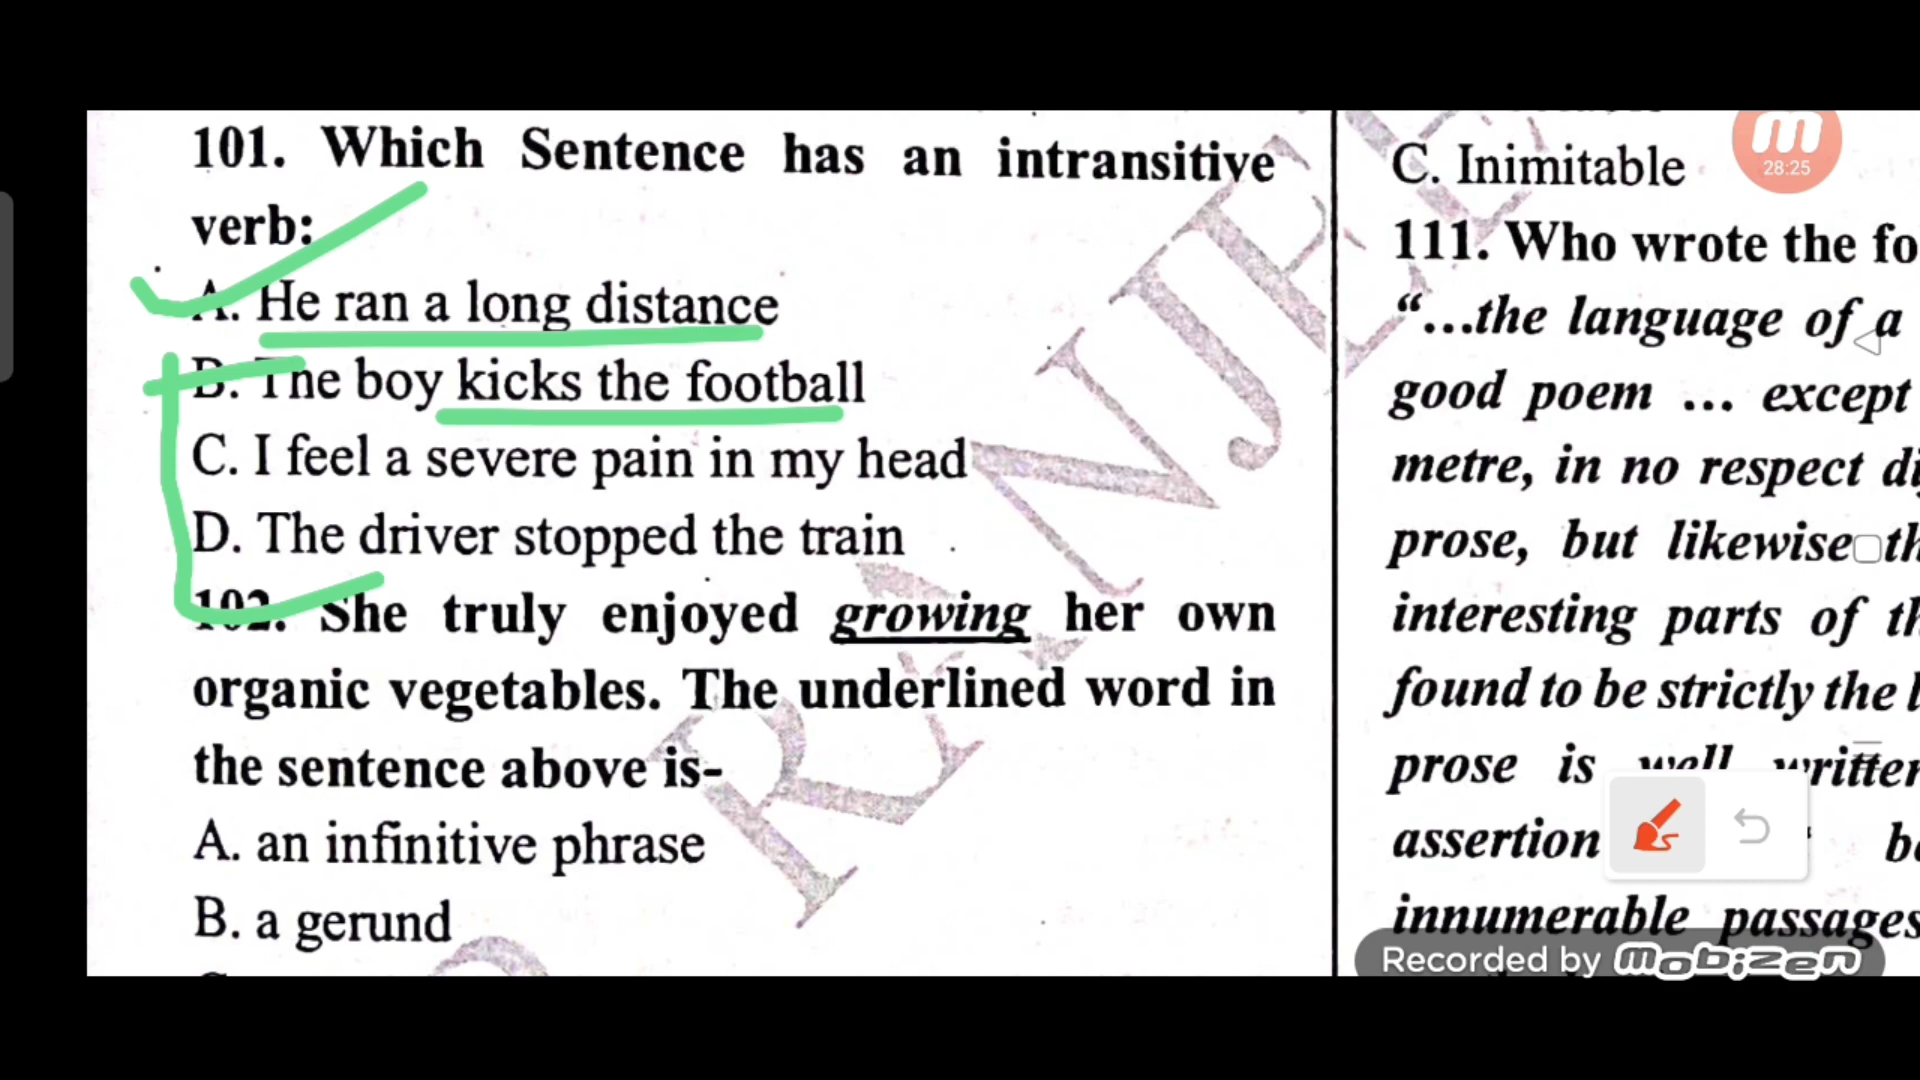 101. Which Sentence has an intransitive
verb:
A. He ran a long distance
B. The boy kicks the football
C. I feel a severe pain in my head
D. The driver stopped the train
102. She truly enjoyed growing her own
organic vegetables. The underlined word in
the sentence above is-
A. an infinitive phrase
B. a gerund
C. Inimitable
111. Who wrote the fo
“...the language of a
good poem ... except
metre, in no respect
prose, but likewise
interesting parts of
found to be strictly the
prose is well written
assertion
innumerable passages
28:25
Recorded by mobizen